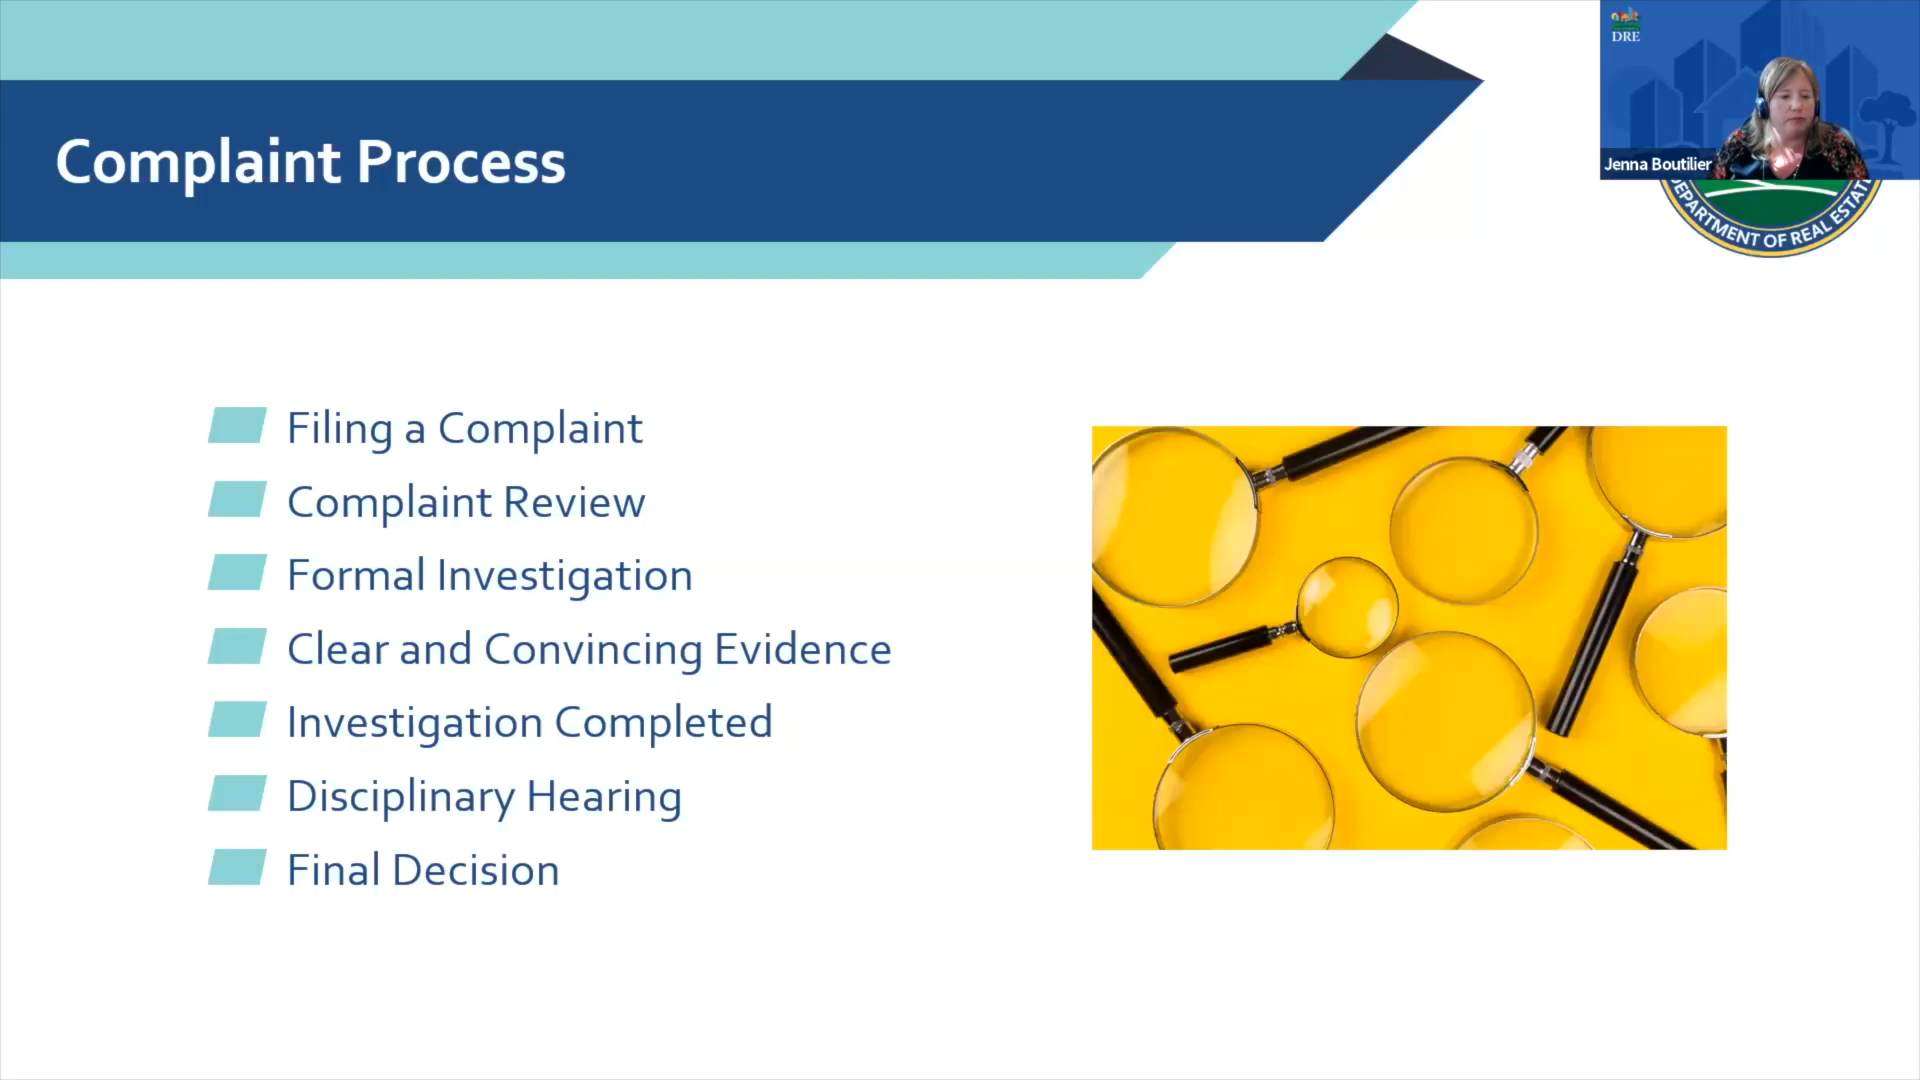 Complaint Process
DRE
Jenna Boutilier
DEPARTMENT OF REAL ESTATE
Filing a Complaint
Complaint Review
Formal Investigation
Clear and Convincing Evidence
Investigation Completed
Disciplinary Hearing
Final Decision